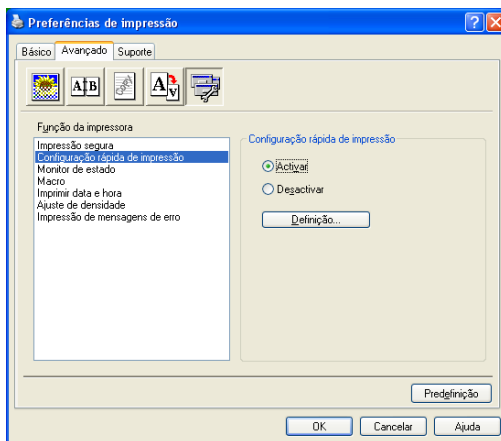 Preferências de impressão
Básico Avançado Suporte
A B
A V
Função da impressora
Impressão segura
Configuração rápida de impressão
Monitor de estado
Macro
Imprimir data e hora
Ajuste de densidade
Impressão de mensagens de erro
Configuração rápida de impressão
Activar
Desactivar
Definição...
Predefinição
OK Cancelar Ajuda